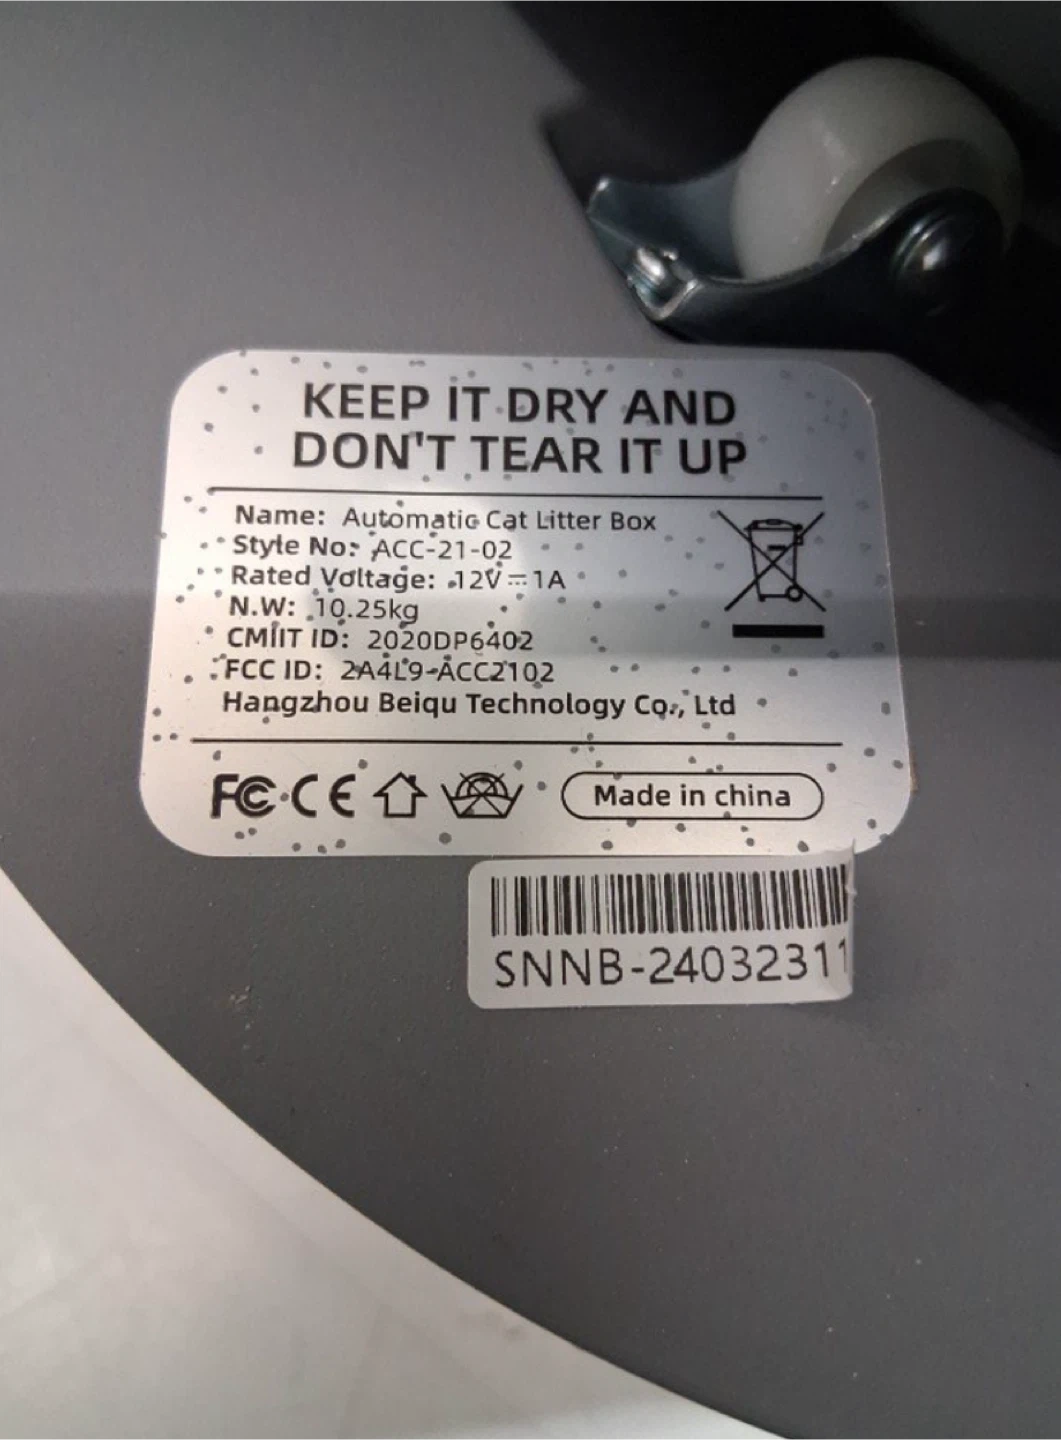 KEEP IT DRY AND
DON'T TEAR IT UP
Name: Automatic Cat Litter Box
Style No: ACC-21-02
Rated Voltage: 12V⎓1A
N.W: 10.25kg
CMIIT ID: 2020DP6402
FCC ID: 2A4L9-ACC2102
Hangzhou Beiqu Technology Co., Ltd
FC CE Made in china
SNNB-24032311